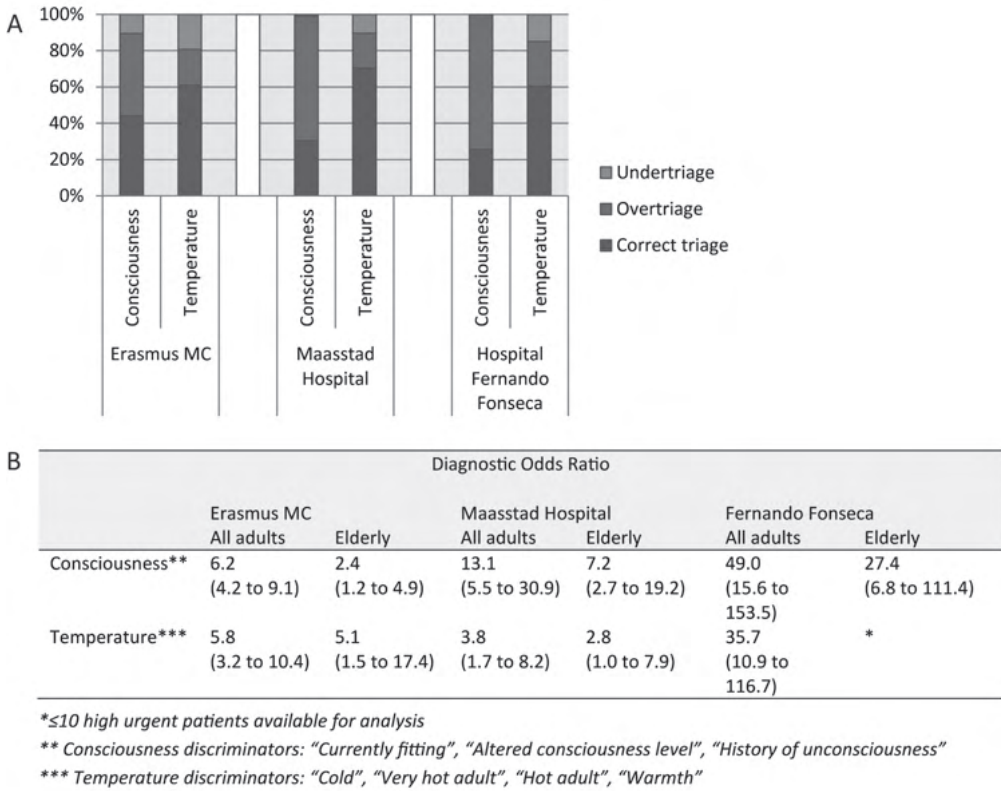 A
100%
80%
60%
40%
20%
0%
Consciousness
Temperature
Consciousness
Temperature
Consciousness
Temperature
Erasmus MC
Maasstad
Hospital
Hospital
Fernando
Fonseca
Undertriage
Overtriage
Correct triage
B
Diagnostic Odds Ratio
Erasmus MC Maasstad Hospital Fernando Fonseca
All adults Elderly All adults Elderly All adults Elderly
Consciousness** 6.2 2.4 13.1 7.2 49.0 27.4
(4.2 to 9.1) (1.2 to 4.9) (5.5 to 30.9) (2.7 to 19.2) (15.6 to (6.8 to 111.4)
153.5)
Temperature*** 5.8 5.1 3.8 2.8 35.7 *
(3.2 to 10.4) (1.5 to 17.4) (1.7 to 8.2) (1.0 to 7.9) (10.9 to
116.7)
*≤10 high urgent patients available for analysis
** Consciousness discriminators: “Currently fitting”, “Altered consciousness level”, “History of unconsciousness”
*** Temperature discriminators: “Cold”, “Very hot adult”, “Hot adult”, “Warmth”